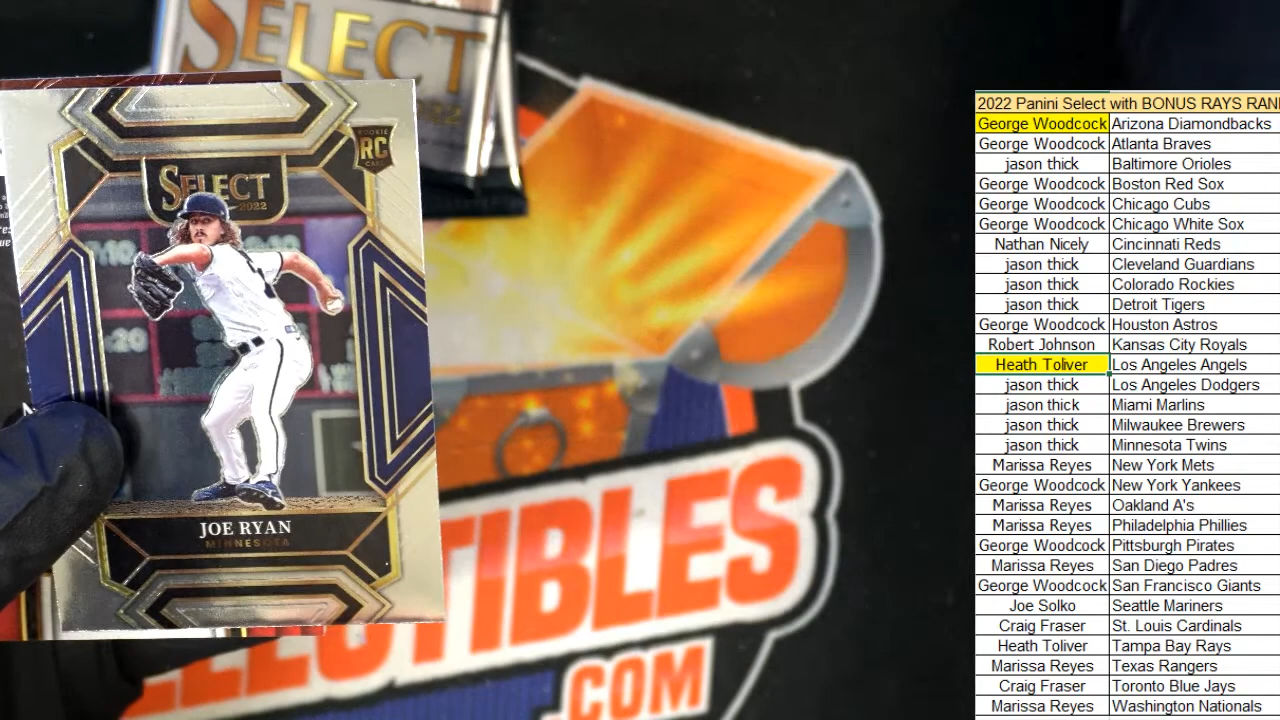 SELECT
2022
ROOKIE
RC
CARD
SELECT
2022
JOE RYAN
MINNESOTA
LLECTIBLES
.COM
2022 Panini Select with BONUS RAYS RAN
George Woodcock Arizona Diamondbacks
George Woodcock Atlanta Braves
jason thick Baltimore Orioles
George Woodcock Boston Red Sox
George Woodcock Chicago Cubs
George Woodcock Chicago White Sox
Nathan Nicely Cincinnati Reds
jason thick Cleveland Guardians
jason thick Colorado Rockies
jason thick Detroit Tigers
George Woodcock Houston Astros
Robert Johnson Kansas City Royals
Heath Toliver Los Angeles Angels
jason thick Los Angeles Dodgers
jason thick Miami Marlins
jason thick Milwaukee Brewers
jason thick Minnesota Twins
Marissa Reyes New York Mets
George Woodcock New York Yankees
Marissa Reyes Oakland A's
Marissa Reyes Philadelphia Phillies
George Woodcock Pittsburgh Pirates
Marissa Reyes San Diego Padres
George Woodcock San Francisco Giants
Joe Solko Seattle Mariners
Craig Fraser St. Louis Cardinals
Heath Toliver Tampa Bay Rays
Marissa Reyes Texas Rangers
Craig Fraser Toronto Blue Jays
Marissa Reyes Washington Nationals